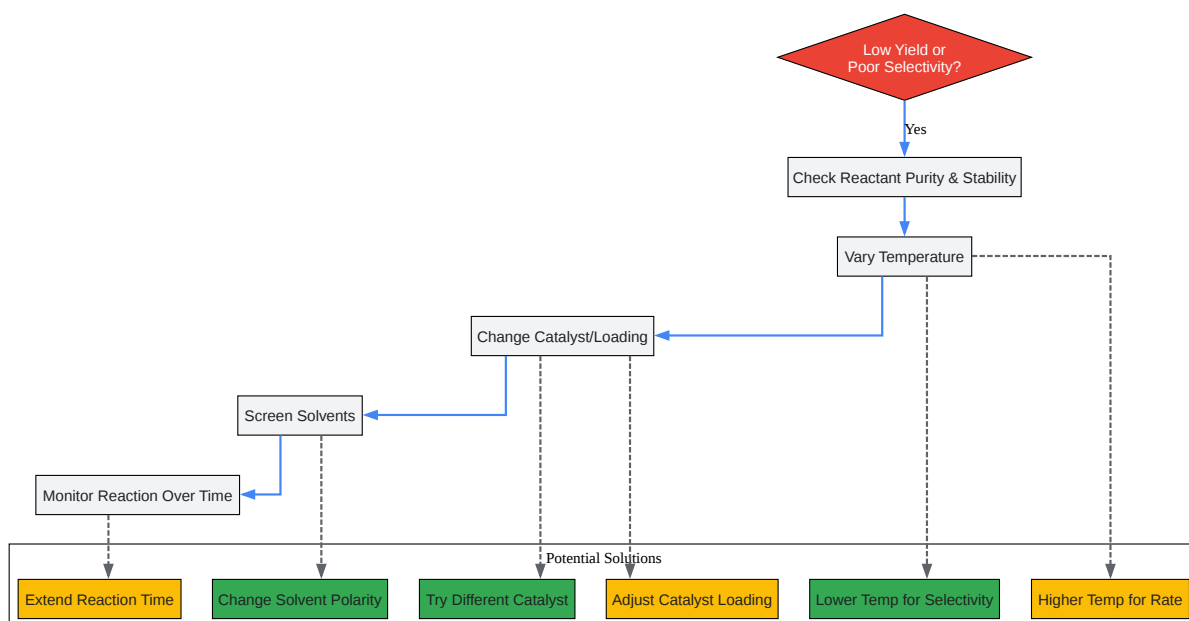 Low Yield or
Poor Selectivity?
Yes
Check Reactant Purity & Stability
Vary Temperature
Change Catalyst/Loading
Screen Solvents
Monitor Reaction Over Time
Potential Solutions
Extend Reaction Time
Change Solvent Polarity
Try Different Catalyst
Adjust Catalyst Loading
Lower Temp for Selectivity
Higher Temp for Rate